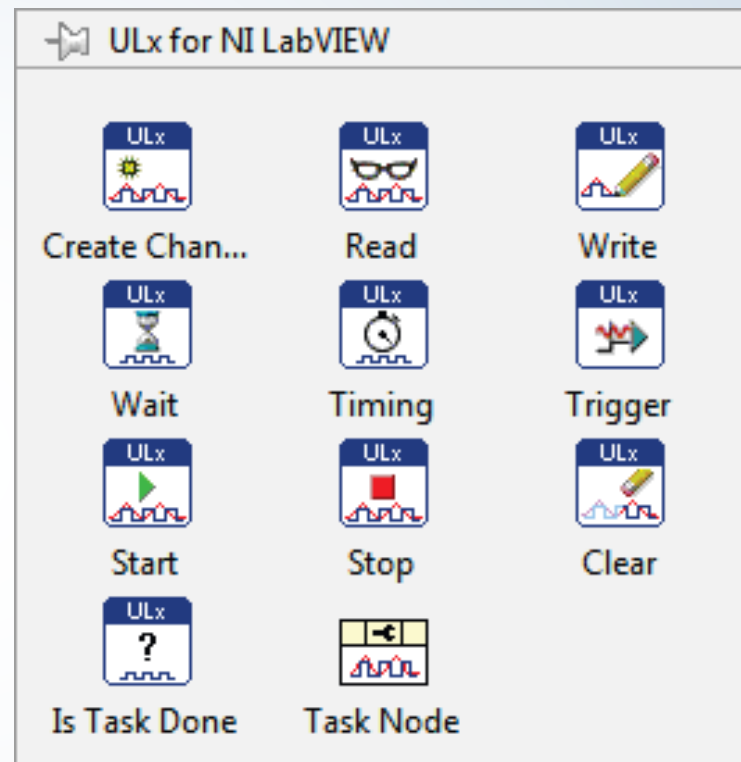 ULx for NI LabVIEW
ULx ULx ULx
Create Chan... Read Write
ULx ULx ULx
Wait Timing Trigger
ULx ULx ULx
Start Stop Clear
ULx
?
Is Task Done Task Node